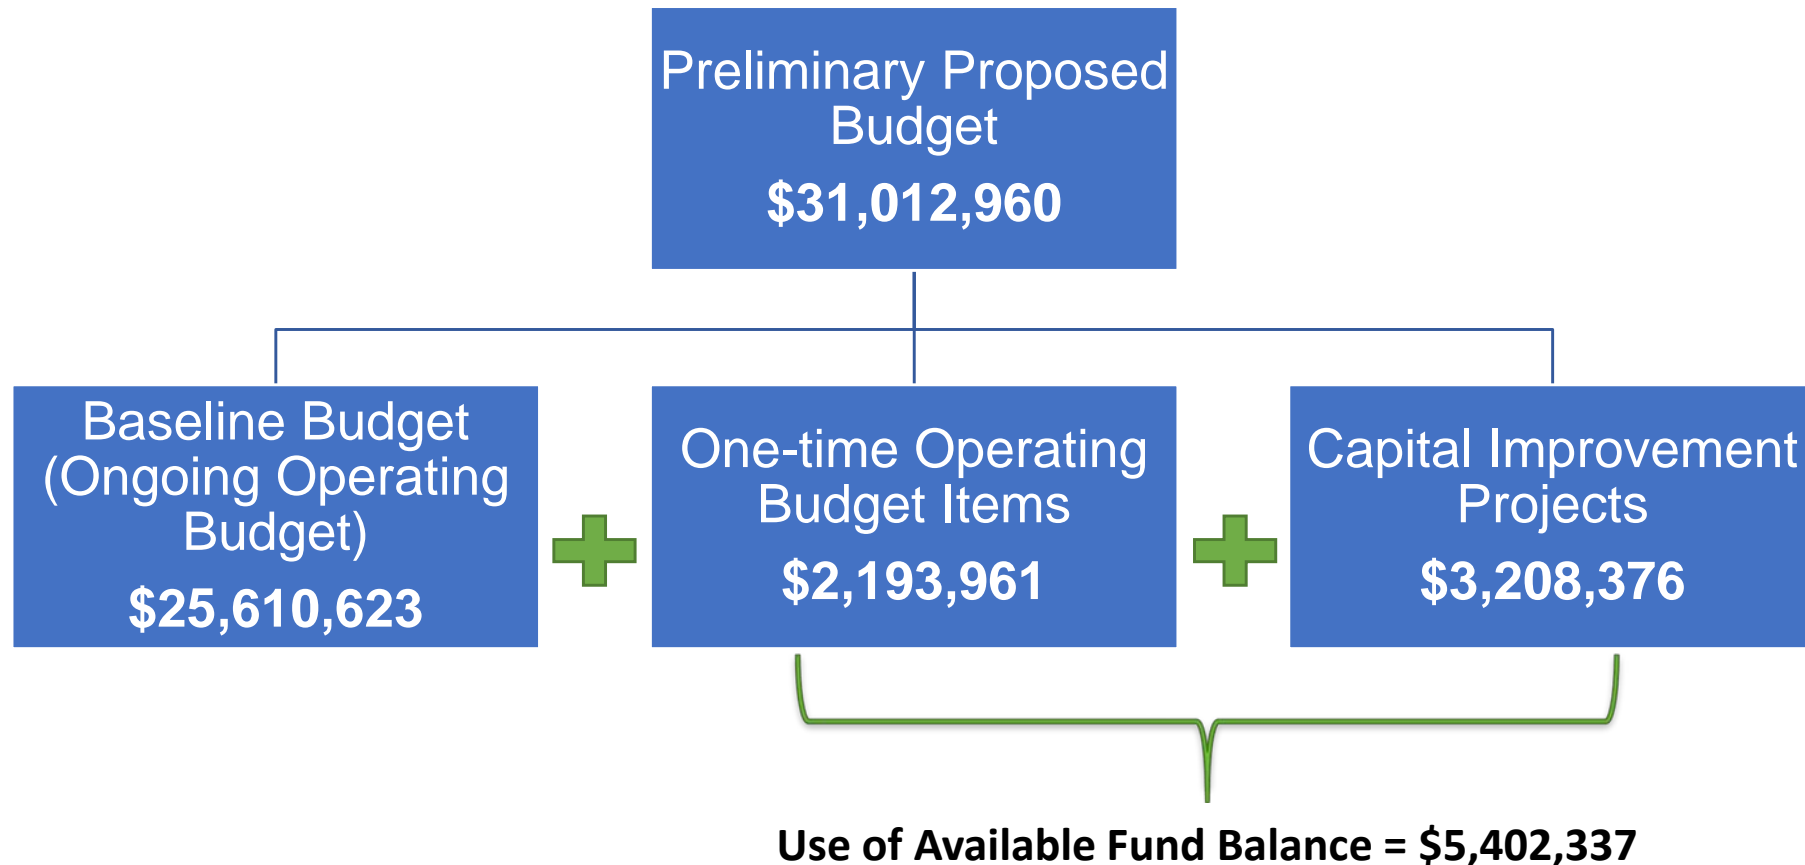 Preliminary Proposed
Budget
$31,012,960
Baseline Budget
(Ongoing Operating
Budget)
$25,610,623
One-time Operating
Budget Items
$2,193,961
Capital Improvement
Projects
$3,208,376
Use of Available Fund Balance = $5,402,337